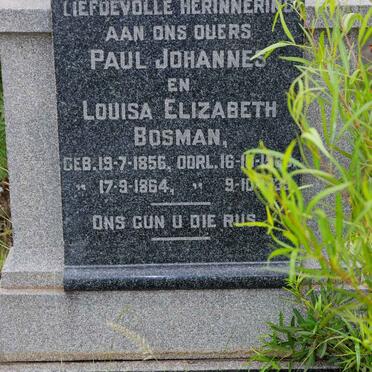 LIEFDEVOLLE HERINNERING
AAN ONS OUERS
PAUL JOHANNES
EN
LOUISA ELIZABETH
BOSMAN,
GEB. 19-7-1856, OORL.
" 17-9-1864, "
ONS GUN U DIE RUS